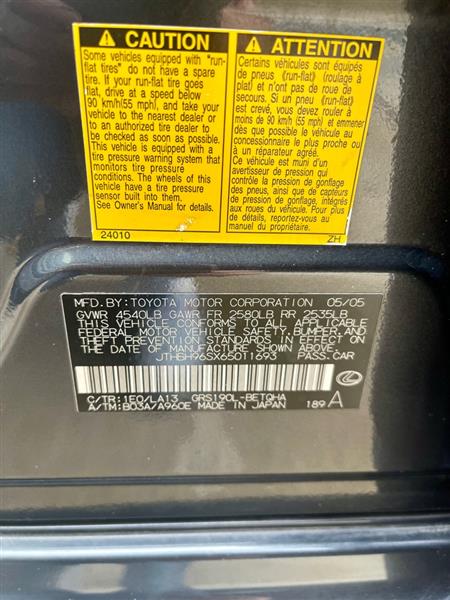 CAUTION
Some vehicles equipped with "run-
flat tires" do not have a spare
tire. If your run-flat tire goes
flat, drive at a speed below
90 km/h(55 mph), and take your
vehicle to the nearest dealer or
to an authorized tire dealer to
be checked as soon as possible.
This vehicle is equipped with a
tire pressure warning system that
monitors tire pressure
conditions. The wheels of this
vehicle have a tire pressure
sensor built into them.
See Owner's Manual for details.
24010
ATTENTION
Certains véhicules sont équipés
de pneus ⟨run-flat⟩ (roulage à
plat) et n'ont pas de roue de
secours. Si un pneu ⟨run-flat⟩
est crevé, vous devez rouler à
moins de 90 km/h(55 mph) et emmener
dès que possible le véhicule au
concessionnaire le plus proche ou
à un réparateur agréé.
Ce véhicule est muni d'un
avertisseur de pression qui
contrôle la pression de gonflage
des pneus, ainsi que de capteurs
de pression de gonflage intégrés
aux roues du véhicule. Pour plus
de détails, reportez-vous au
manuel du propriétaire.
ZH
MFD.BY:TOYOTA MOTOR CORPORATION 05/05
GVWR 4540LB GAWR FR 2580LB RR 2535LB
THIS VEHICLE CONFORMS TO ALL APPLICABLE
FEDERAL MOTOR VEHICLE SAFETY, BUMPER, AND
THEFT PREVENTION STANDARDS IN EFFECT ON
THE DATE OF MANUFACTURE SHOWN ABOVE.
JTHBH96SX65011693 PASS.CAR
C/TR:1E0/LA13 GRS190L-BETQHA
A/TM:B03A/A960E MADE IN JAPAN 189 A